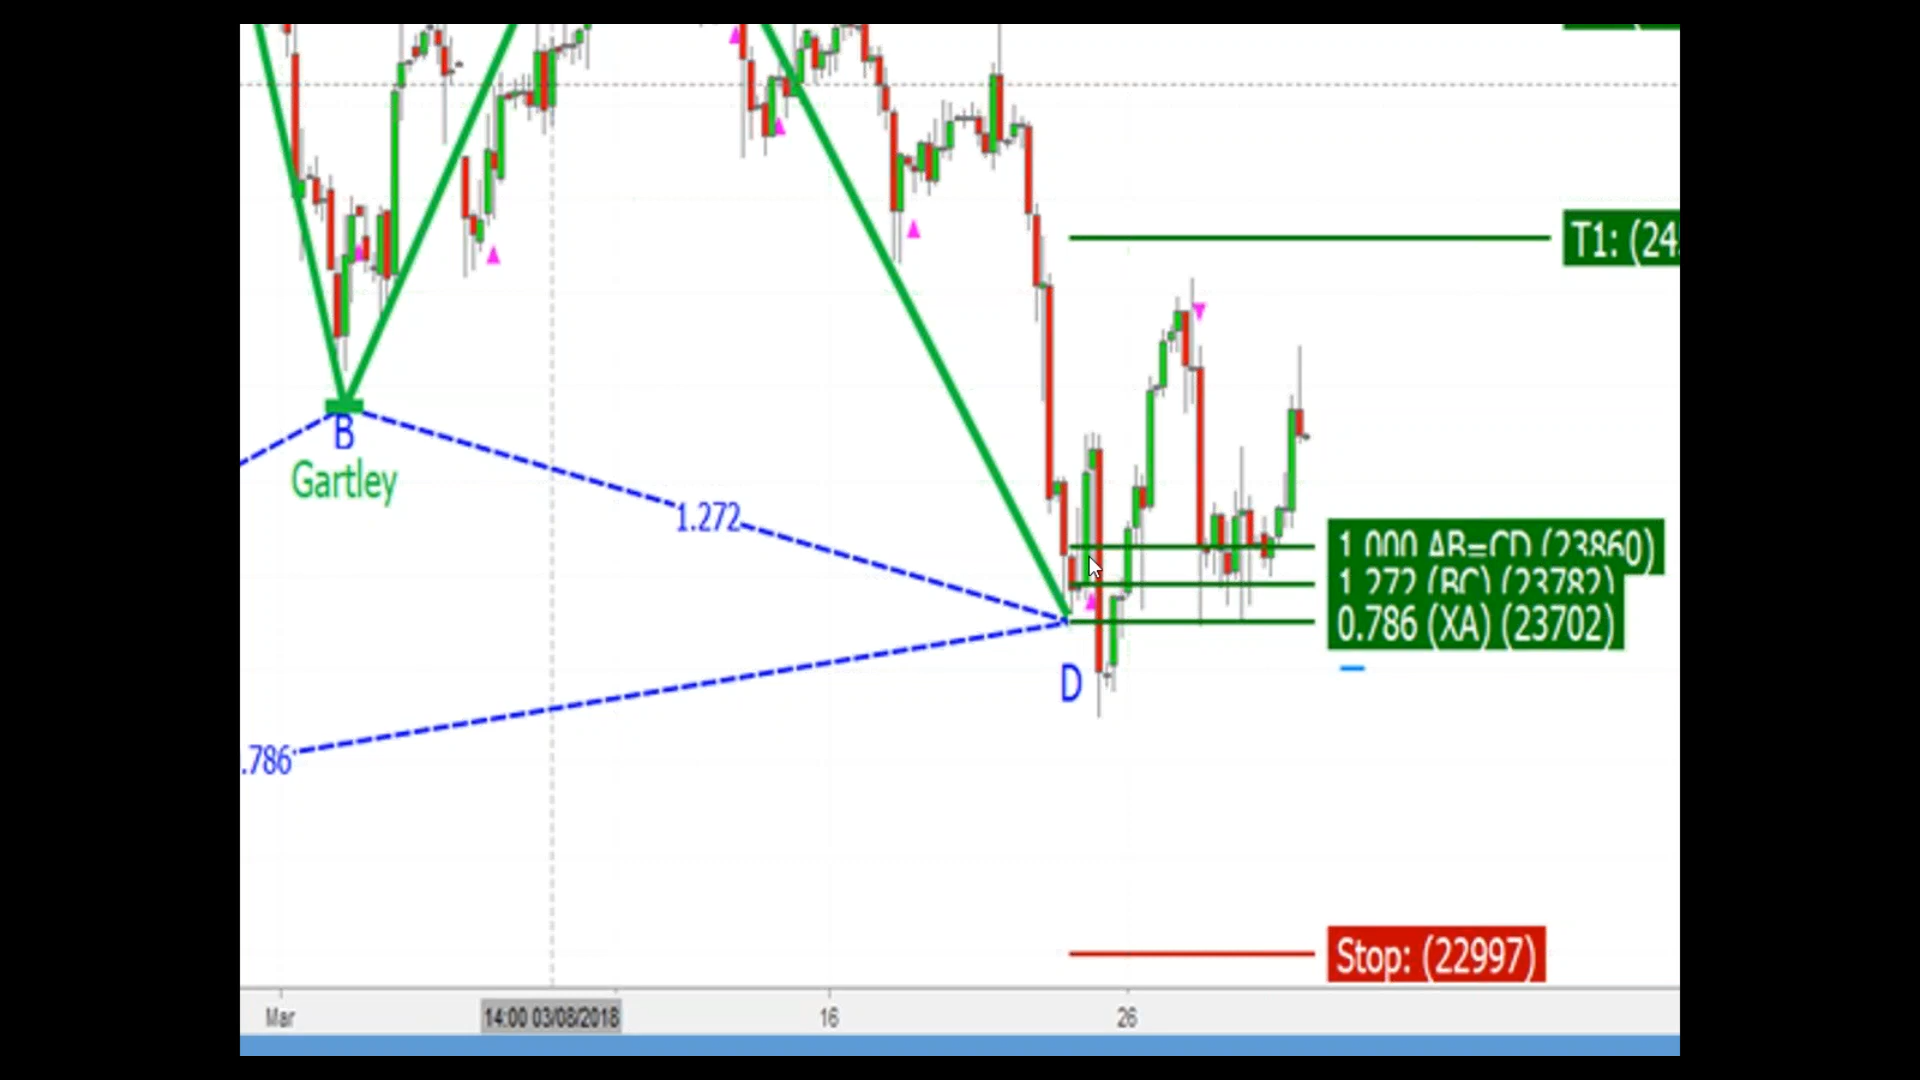 T1: (24
B
Gartley
1.272
1.000 AB=CD (23860)
1.272 (BC) (23782)
0.786 (XA) (23702)
D
.786
Stop: (22997)
Mar
14:00 03/08/2018
16
26